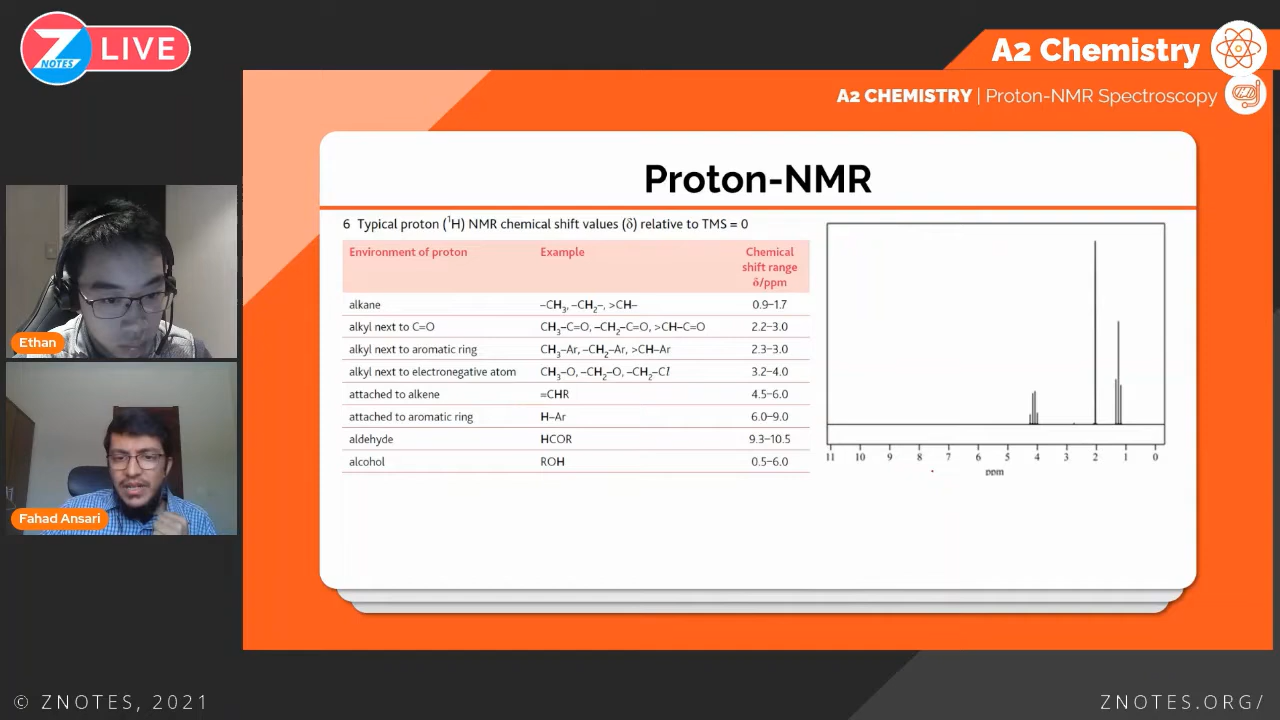 Z NOTES LIVE
A2 Chemistry
A2 CHEMISTRY | Proton-NMR Spectroscopy
Proton-NMR
6 Typical proton (¹H) NMR chemical shift values (δ) relative to TMS = 0
Environment of proton Example Chemical shift range δ/ppm
alkane –CH₃, –CH₂–, >CH– 0.9–1.7
alkyl next to C=O CH₃–C=O, –CH₂–C=O, >CH–C=O 2.2–3.0
alkyl next to aromatic ring CH₃–Ar, –CH₂–Ar, >CH–Ar 2.3–3.0
alkyl next to electronegative atom CH₃–O, –CH₂–O, –CH₂–Cl 3.2–4.0
attached to alkene =CHR 4.5–6.0
attached to aromatic ring H–Ar 6.0–9.0
aldehyde HCOR 9.3–10.5
alcohol ROH 0.5–6.0
11 10 9 8 7 6 5 4 3 2 1 0
ppm
Ethan
Fahad Ansari
© ZNOTES, 2021
ZNOTES.ORG/